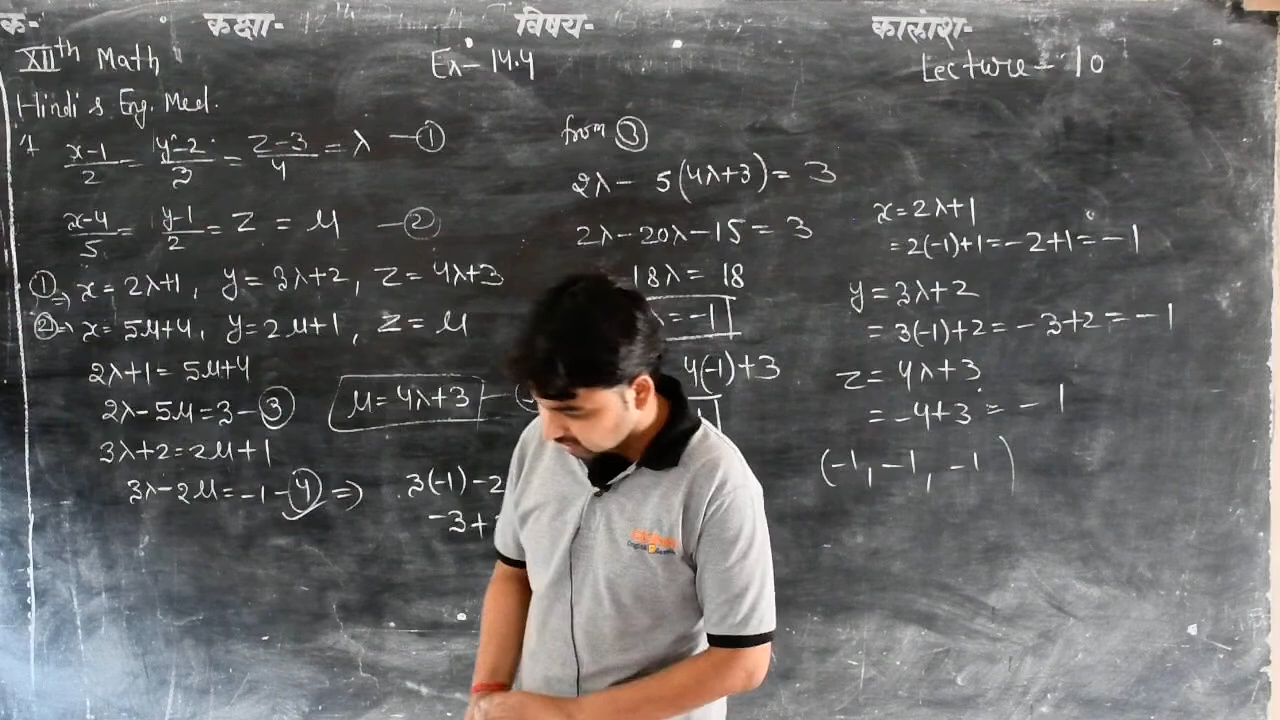 क- कक्षा- विषय- कालांश-
XIIth Math Ex- 14.4 Lecture - 10
Hindi & Eng. Med.
x-1/2 = y-2/3 = z-3/4 = λ —①
x-4/5 = y-1/2 = z = μ —②
① ⇒ x = 2λ+1, y = 3λ+2, z = 4λ+3
② ⇒ x = 5μ+4, y = 2μ+1, z = μ
2λ+1 = 5μ+4
2λ-5μ = 3 -③
μ = 4λ+3
3λ+2 = 2μ+1
3λ-2μ = -1 -④ ⇒ 3(-1)-2
-3+
from ③
2λ - 5(4λ+3) = 3
2λ-20λ-15 = 3
18λ = 18
= -1
4(-1)+3
x = 2λ+1
= 2(-1)+1 = -2+1 = -1
y = 3λ+2
= 3(-1)+2 = -3+2 = -1
z = 4λ+3
= -4+3 = -1
(-1, -1, -1)